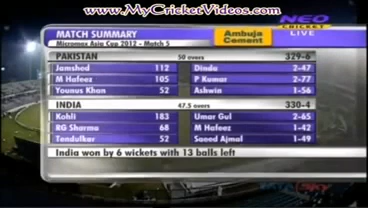 www.MyCricketVideos.com
MATCH SUMMARY
Micromax Asia Cup 2012 - Match 5
Ambuja Cement
NEO CRICKET
LIVE
PAKISTAN 50 overs 329-6
Jamshed 112 Dinda 2-47
M Hafeez 105 P Kumar 2-77
Younus Khan 52 Ashwin 1-56
INDIA 47.5 overs 330-4
Kohli 183 Umar Gul 2-65
RG Sharma 68 M Hafeez 1-42
Tendulkar 52 Saeed Ajmal 1-49
India won by 6 wickets with 13 balls left
TATA Sky